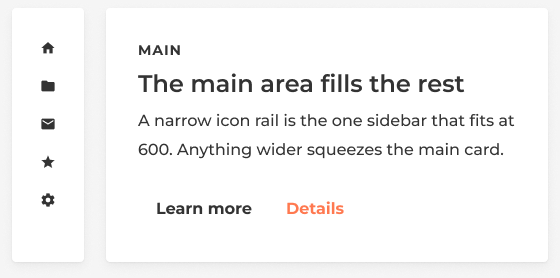 MAIN
The main area fills the rest
A narrow icon rail is the one sidebar that fits at
600. Anything wider squeezes the main card.
Learn more Details